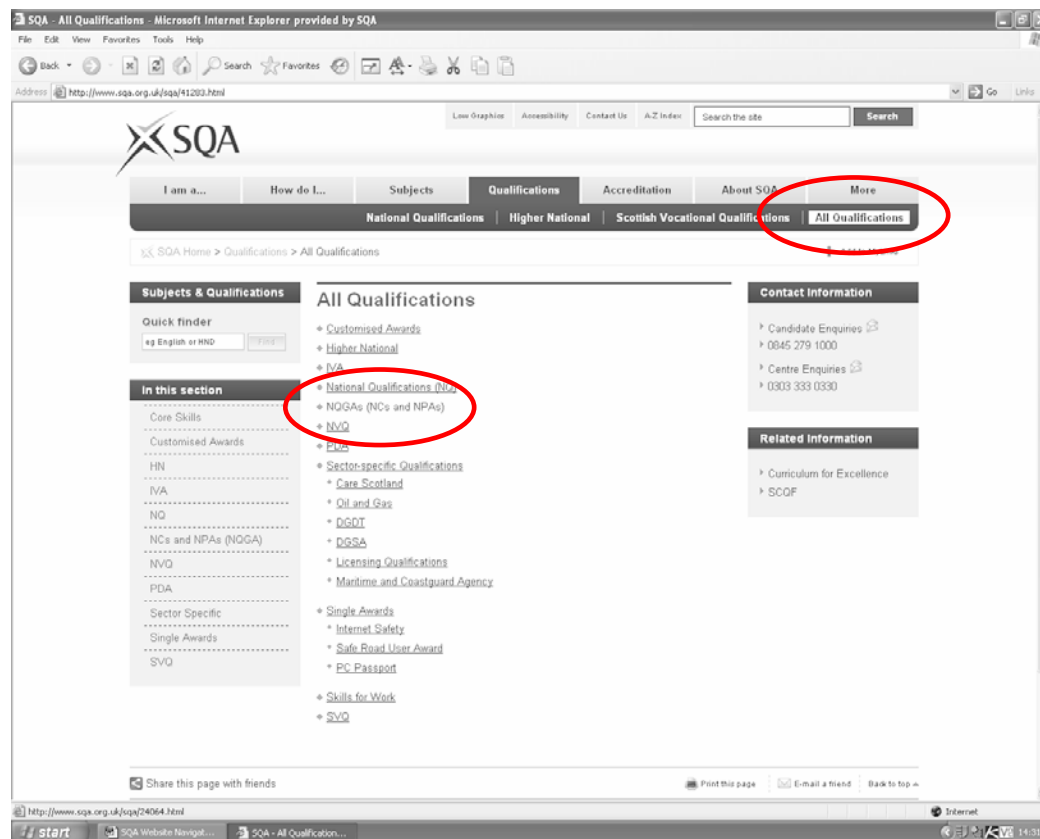 SQA - All Qualifications - Microsoft Internet Explorer provided by SQA
File Edit View Favorites Tools Help
Back Search Favorites
Address http://www.sqa.org.uk/sqa/41283.html Go Links
Low Graphics Accessibility Contact Us A-Z Index Search the site Search
SQA
I am a... How do I... Subjects Qualifications Accreditation About SQA More
National Qualifications | Higher National | Scottish Vocational Qualifications | All Qualifications
SQA Home > Qualifications > All Qualifications
Subjects & Qualifications
Quick finder
eg English or HND Find
In this section
Core Skills
Customised Awards
HN
IVA
NQ
NCs and NPAs (NQGA)
NVQ
PDA
Sector Specific
Single Awards
SVQ
All Qualifications
Customised Awards
Higher National
IVA
National Qualifications (NQ)
NQGAs (NCs and NPAs)
NVQ
PDA
Sector-specific Qualifications
Care Scotland
Oil and Gas
DGDT
DGSA
Licensing Qualifications
Maritime and Coastguard Agency
Single Awards
Internet Safety
Safe Road User Award
PC Passport
Skills for Work
SVQ
Contact Information
Candidate Enquiries
0845 279 1000
Centre Enquiries
0303 333 0330
Related Information
Curriculum for Excellence
SCQF
Share this page with friends Print this page E-mail a friend Back to top
http://www.sqa.org.uk/sqa/24064.html Internet
start SQA Website Navigat... SQA - All Qualification... 14:31